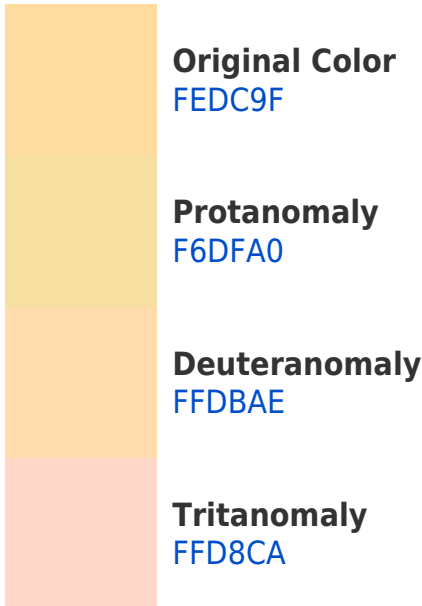 Original Color
FEDC9F
Protanomaly
F6DFA0
Deuteranomaly
FFDBAE
Tritanomaly
FFD8CA